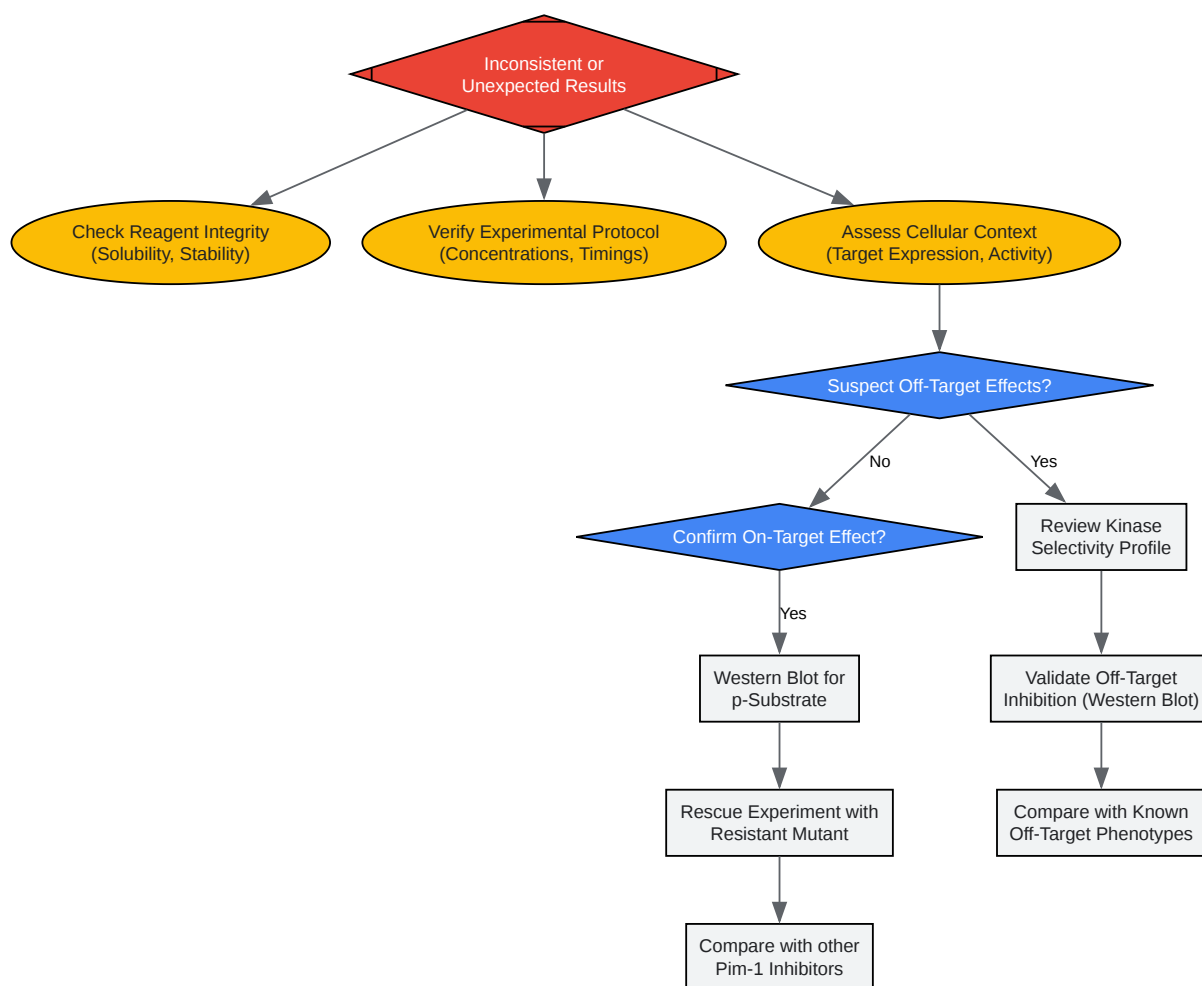 Inconsistent or
Unexpected Results
Check Reagent Integrity
(Solubility, Stability)
Verify Experimental Protocol
(Concentrations, Timings)
Assess Cellular Context
(Target Expression, Activity)
Suspect Off-Target Effects?
No
Yes
Confirm On-Target Effect?
Review Kinase
Selectivity Profile
Yes
Western Blot for
p-Substrate
Validate Off-Target
Inhibition (Western Blot)
Rescue Experiment with
Resistant Mutant
Compare with Known
Off-Target Phenotypes
Compare with other
Pim-1 Inhibitors